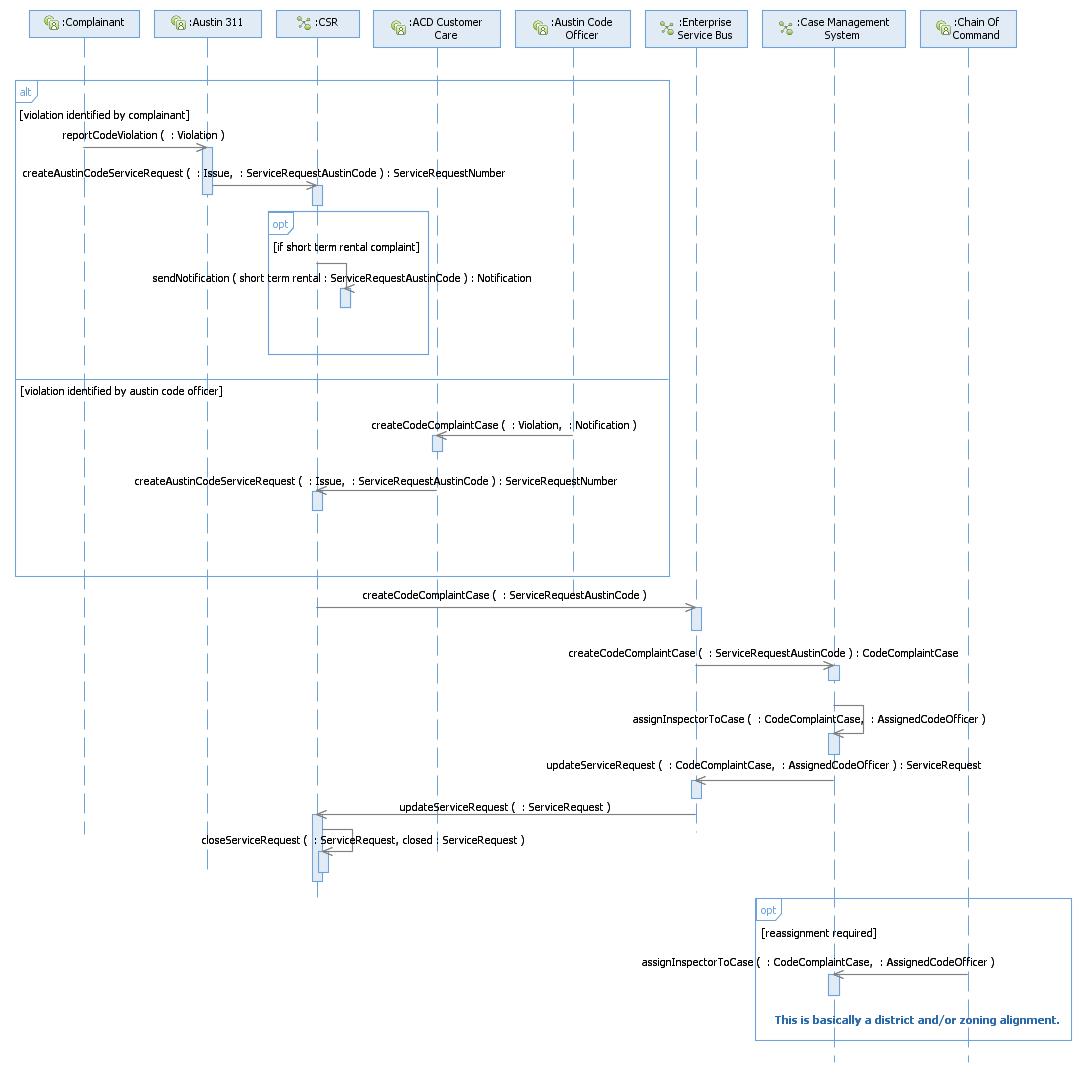 :Complainant
:Austin 311
:CSR
:ACD Customer
Care
:Austin Code
Officer
:Enterprise
Service Bus
:Case Management
System
:Chain Of
Command
alt
[violation identified by complainant]
reportCodeViolation ( : Violation )
createAustinCodeServiceRequest ( : Issue, : ServiceRequestAustinCode ) : ServiceRequestNumber
opt
[if short term rental complaint]
sendNotification ( short term rental : ServiceRequestAustinCode ) : Notification
[violation identified by austin code officer]
createCodeComplaintCase ( : Violation, : Notification )
createAustinCodeServiceRequest ( : Issue, : ServiceRequestAustinCode ) : ServiceRequestNumber
createCodeComplaintCase ( : ServiceRequestAustinCode )
createCodeComplaintCase ( : ServiceRequestAustinCode ) : CodeComplaintCase
assignInspectorToCase ( : CodeComplaintCase, : AssignedCodeOfficer )
updateServiceRequest ( : CodeComplaintCase, : AssignedCodeOfficer ) : ServiceRequest
updateServiceRequest ( : ServiceRequest )
closeServiceRequest ( : ServiceRequest, closed : ServiceRequest )
opt
[reassignment required]
assignInspectorToCase ( : CodeComplaintCase, : AssignedCodeOfficer )
This is basically a district and/or zoning alignment.